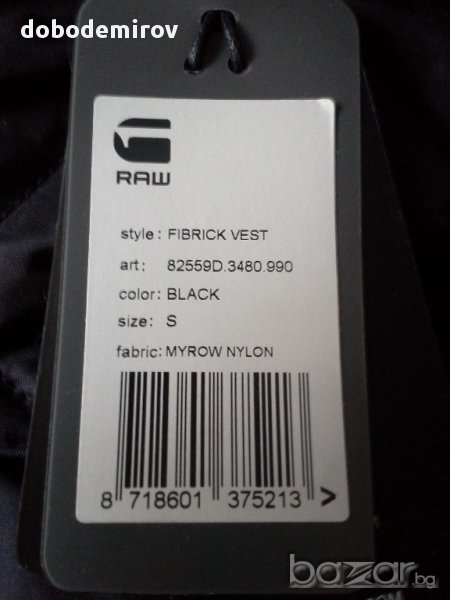 dobodemirov
RAW
style: FIBRICK VEST
art: 82559D.3480.990
color: BLACK
size: S
fabric: MYROW NYLON
8 718601 375213 >
bazar.bg